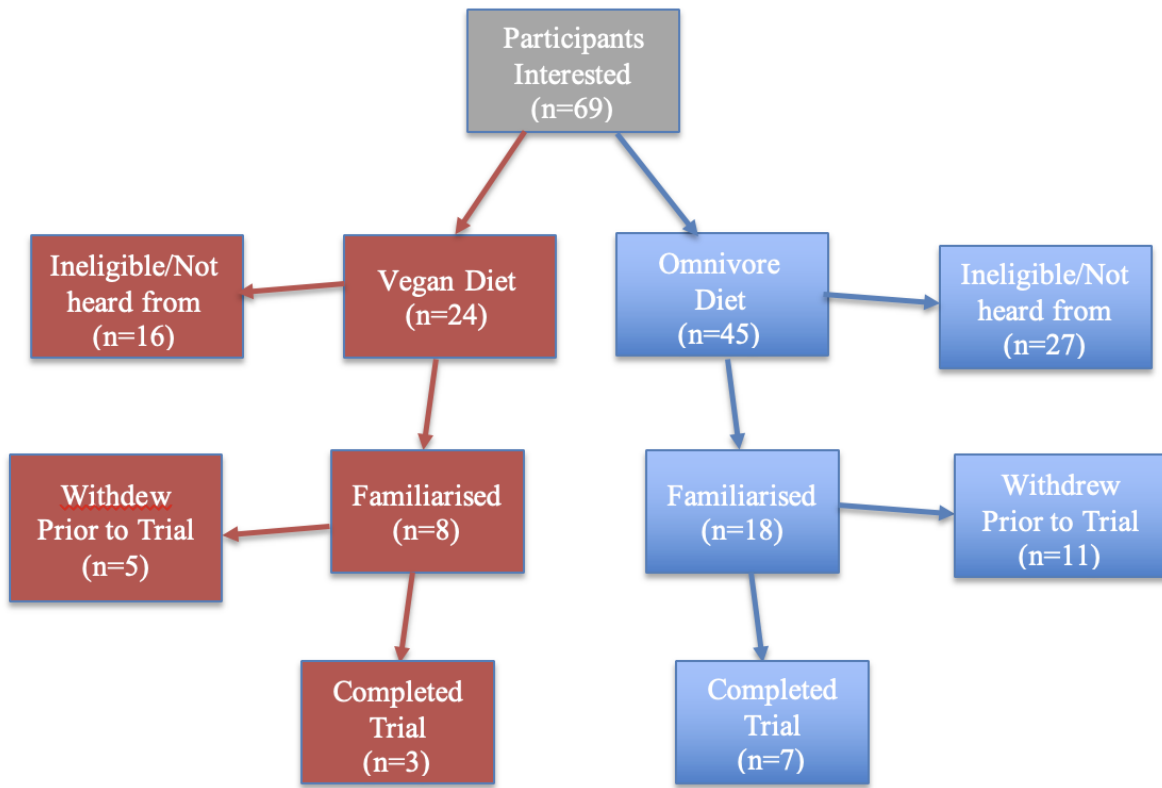 Participants
Interested
(n=69)
Ineligible/Not
heard from
(n=16)
Vegan Diet
(n=24)
Omnivore
Diet
(n=45)
Ineligible/Not
heard from
(n=27)
Withdew
Prior to Trial
(n=5)
Familiarised
(n=8)
Familiarised
(n=18)
Withdrew
Prior to Trial
(n=11)
Completed
Trial
(n=3)
Completed
Trial
(n=7)